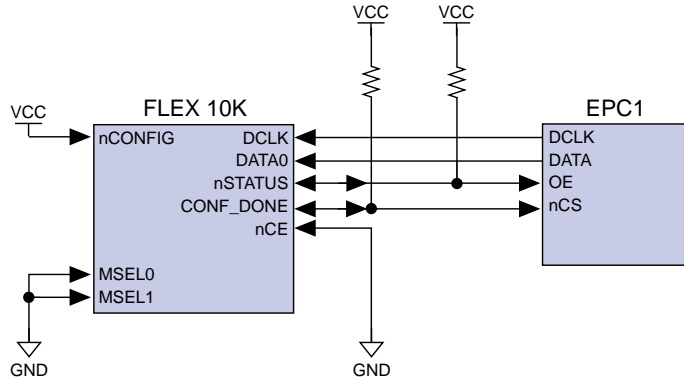 VCC
VCC
FLEX 10K
EPC1
VCC
nCONFIG
DCLK
DCLK
DATA0
DATA
nSTATUS
OE
CONF_DONE
nCS
nCE
MSEL0
MSEL1
GND
GND